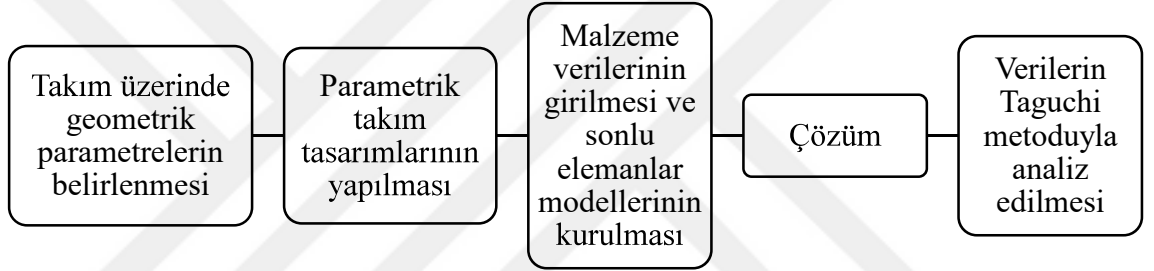 Takım üzerinde
geometrik
parametrelerin
belirlenmesi
Parametrik
takım
tasarımlarının
yapılması
Malzeme
verilerinin
girilmesi ve
sonlu
elemanlar
modellerinin
kurulması
Çözüm
Verilerin
Taguchi
metoduyla
analiz
edilmesi